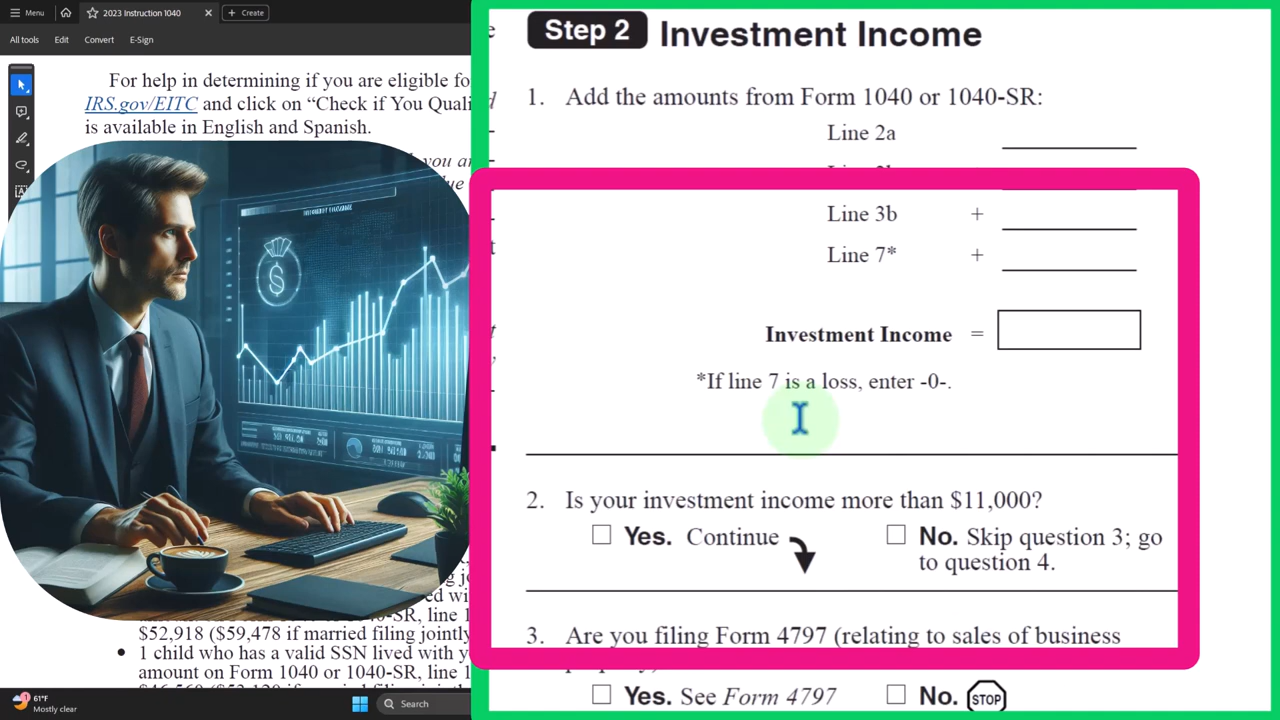 Menu
2023 Instruction 1040
+ Create
All tools Edit Convert E-Sign
For help in determining if you are eligible fo
IRS.gov/EITC and click on “Check if You Quali
is available in English and Spanish.
you a
lue
-SR, line 1
$52,918 ($59,478 if married filing jointly
• 1 child who has a valid SSN lived with y
amount on Form 1040 or 1040-SR, line 1
61°F
Mostly clear
Search
Step 2 Investment Income
1. Add the amounts from Form 1040 or 1040-SR:
Line 2a
Line 3b +
Line 7* +
Investment Income =
*If line 7 is a loss, enter -0-.
2. Is your investment income more than $11,000?
Yes. Continue
No. Skip question 3; go
to question 4.
3. Are you filing Form 4797 (relating to sales of business
Yes. See Form 4797
No. STOP